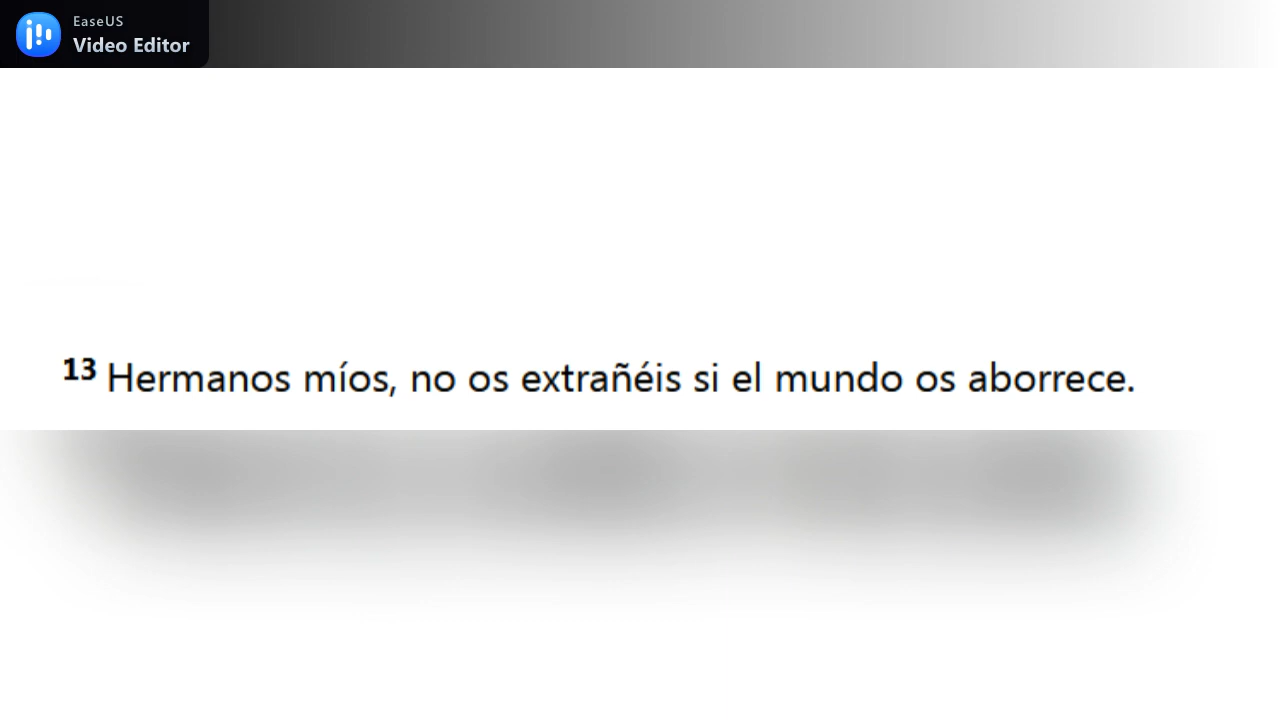 EaseUS
Video Editor
13 Hermanos míos, no os extrañéis si el mundo os aborrece.